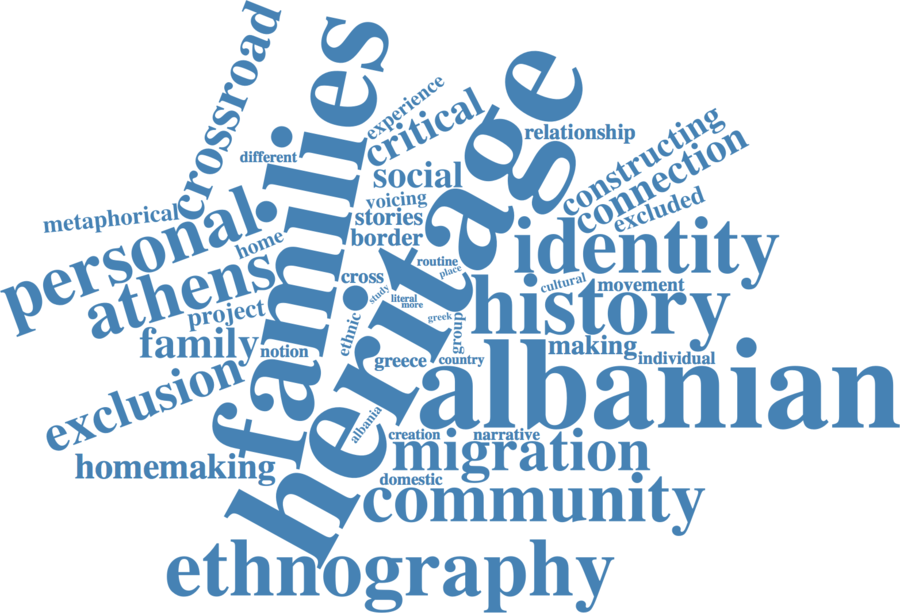 crossroad
families
heritage
experience
critical
different
relationship
constructing
social
connection
voicing
metaphorical
stories
excluded
personal
home
border
identity
athens
routine
place
cross
cultural
movement
study
literal
more
history
project
greek
ethnic
group
family
notion
making
greece
country
individual
exclusion
albanian
albania
creation
narrative
migration
homemaking
domestic
community
ethnography